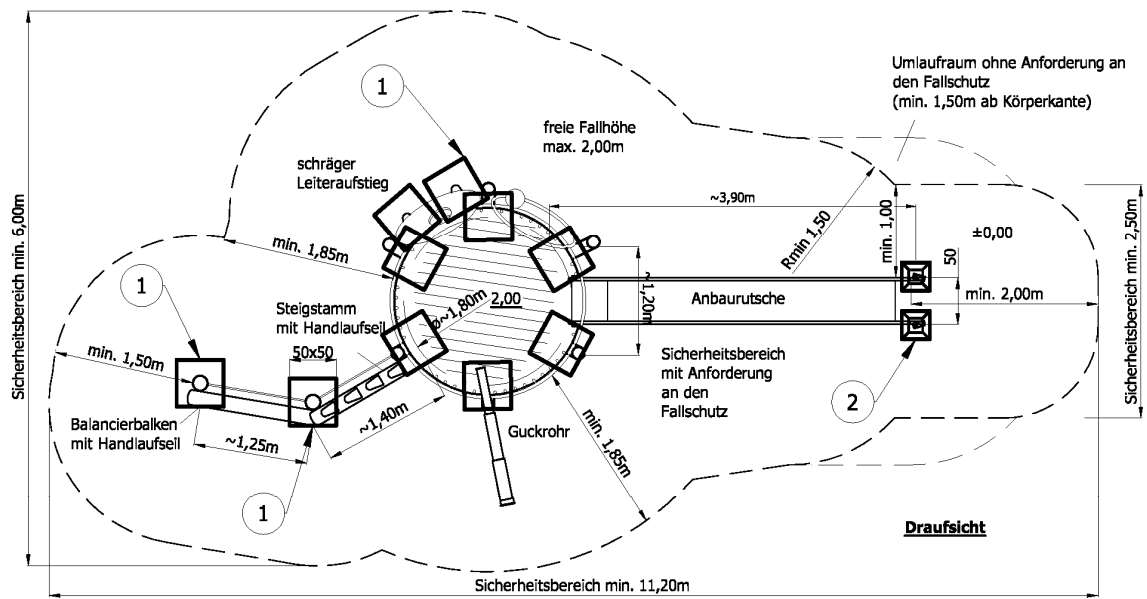 Umlaufraum ohne Anforderung an
den Fallschutz
(min. 1,50m ab Körperkante)
1
freie Fallhöhe
max. 2,00m
schräger
Leiteraufstieg
~3,90m
min. 1,85m
Rmin 1,50
min. 1,00
±0,00
50
Sicherheitsbereich min. 6,00m
Sicherheitsbereich min. 2,50m
1
Steigstamm
mit Handlaufseil
50x50
ø~1,80m
2,00
~1,20m
Anbaurutsche
min. 2,00m
min. 1,50m
Sicherheitsbereich
mit Anforderung
an den
Fallschutz
2
Balancierbalken
mit Handlaufseil
~1,25m
~1,40m
Guckrohr
min. 1,85m
1
Draufsicht
Sicherheitsbereich min. 11,20m